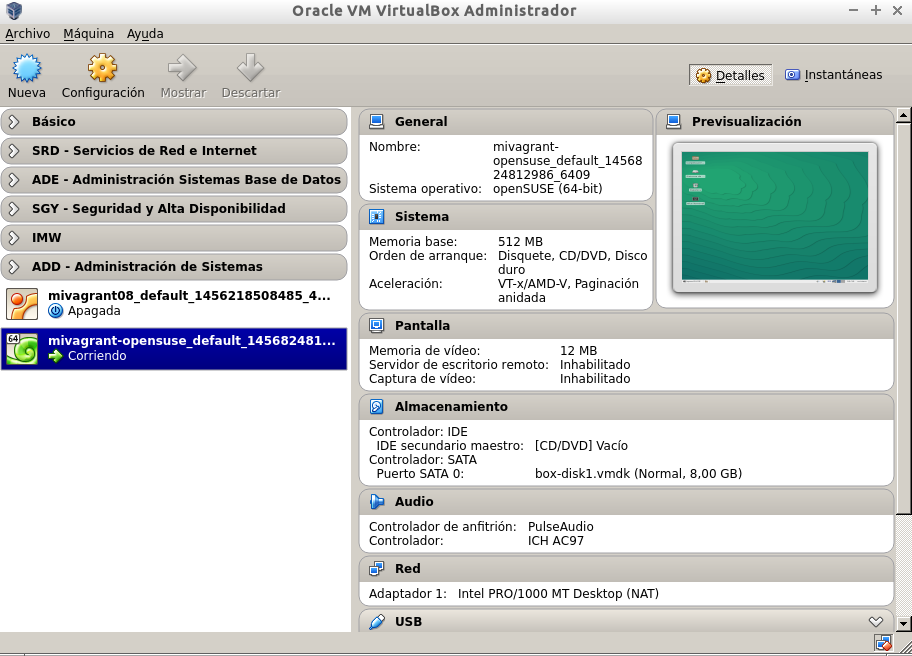 Oracle VM VirtualBox Administrador
Archivo Máquina Ayuda
Nueva Configuración Mostrar Descartar
Detalles Instantáneas
Básico
SRD - Servicios de Red e Internet
ADE - Administración Sistemas Base de Datos
SGY - Seguridad y Alta Disponibilidad
IMW
ADD - Administración de Sistemas
mivagrant08_default_1456218508485_4...
Apagada
64
mivagrant-opensuse_default_145682481...
Corriendo
General
Nombre: mivagrant-
opensuse_default_14568
24812986_6409
Sistema operativo: openSUSE (64-bit)
Previsualización
Sistema
Memoria base: 512 MB
Orden de arranque: Disquete, CD/DVD, Disco
duro
Aceleración: VT-x/AMD-V, Paginación
anidada
Pantalla
Memoria de vídeo: 12 MB
Servidor de escritorio remoto: Inhabilitado
Captura de vídeo: Inhabilitado
Almacenamiento
Controlador: IDE
IDE secundario maestro: [CD/DVD] Vacío
Controlador: SATA
Puerto SATA 0: box-disk1.vmdk (Normal, 8,00 GB)
Audio
Controlador de anfitrión: PulseAudio
Controlador: ICH AC97
Red
Adaptador 1: Intel PRO/1000 MT Desktop (NAT)
USB